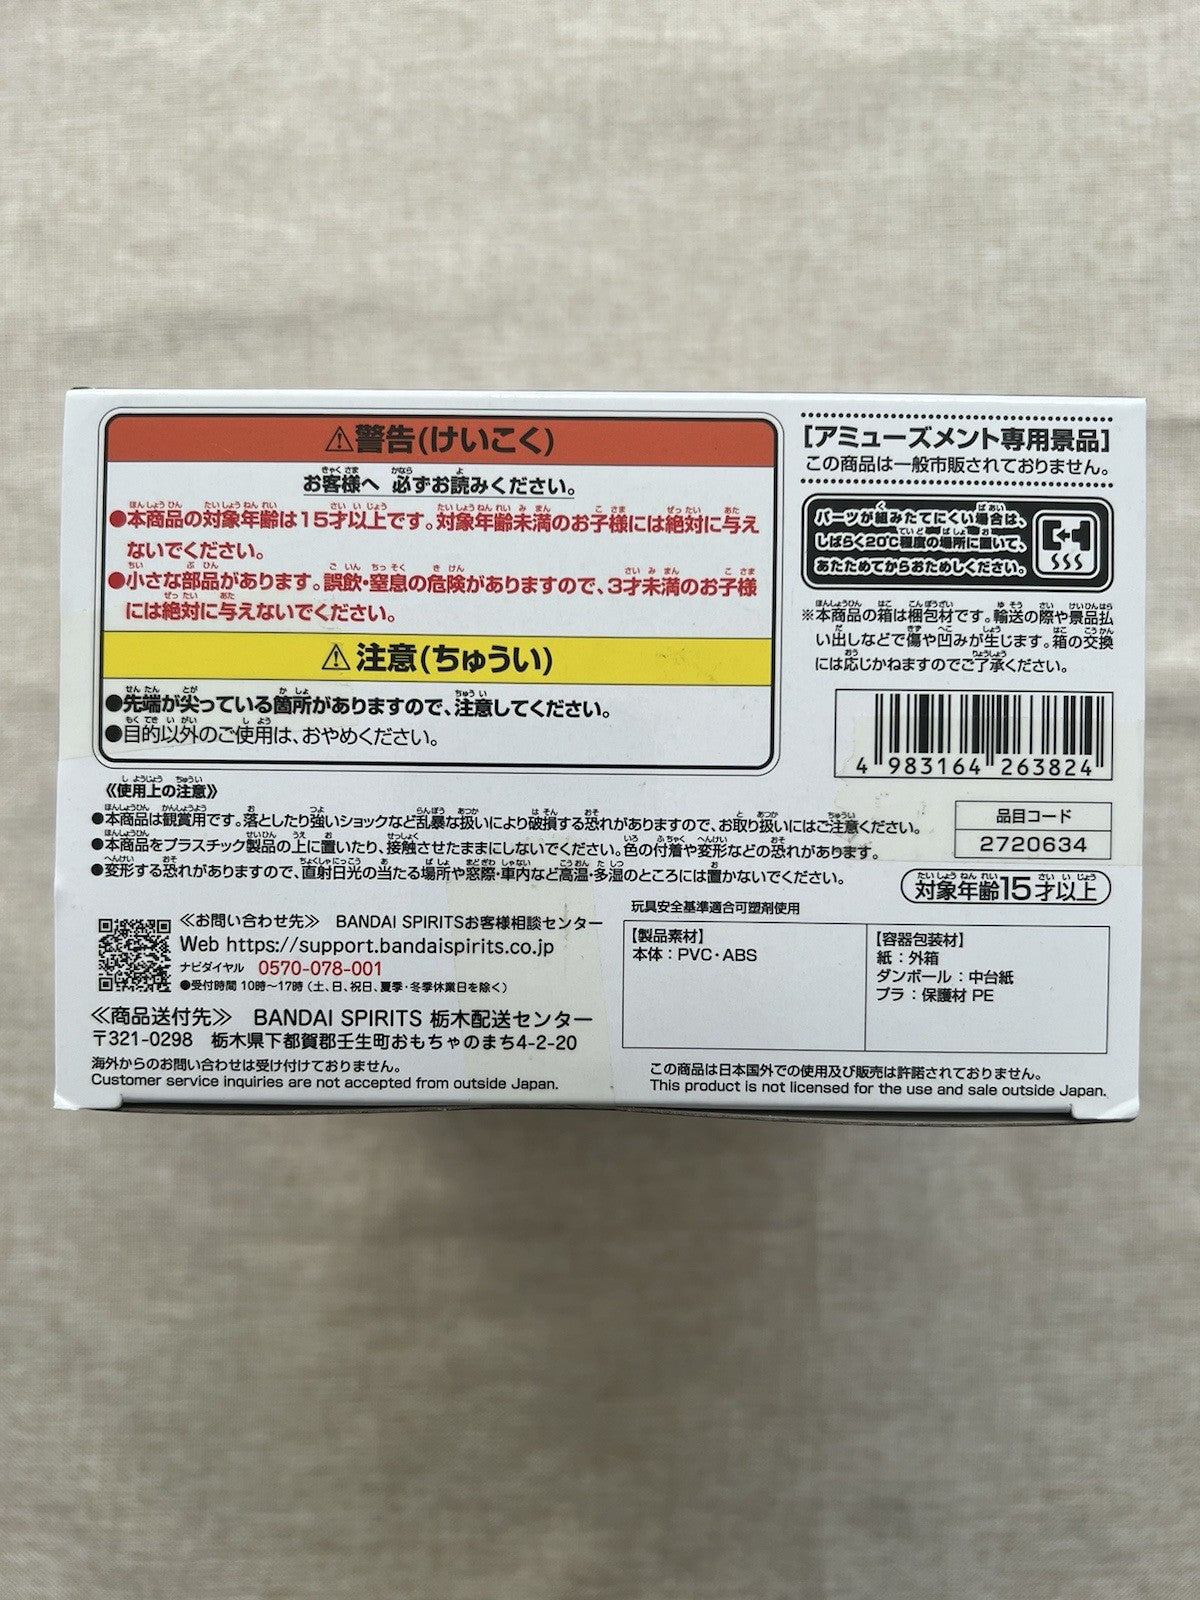 ⚠警告(けいこく)
お客様へ 必ずお読みください。
●本商品の対象年齢は15才以上です。対象年齢未満のお子様には絶対に与え
ないでください。
●小さな部品があります。誤飲・窒息の危険がありますので、3才未満のお子様
には絶対に与えないでください。
⚠注意(ちゅうい)
●先端が尖っている箇所がありますので、注意してください。
●目的以外のご使用は、おやめください。
[アミューズメント専用景品]
この商品は一般市販されておりません。
パーツが組みたてにくい場合は、
しばらく20℃程度の場所に置いて、
あたためてからおためしください。
※本商品の箱は梱包材です。輸送の際や景品払
い出しなどで傷や凹みが生じます。箱の交換
には応じかねますのでご了承ください。
4 983164 263824
品目コード
2720634
対象年齢15才以上
《使用上の注意》
●本商品は観賞用です。落としたり強いショックなど乱暴な扱いにより破損する恐れがありますので、お取り扱いにはご注意ください。
●本商品をプラスチック製品の上に置いたり、接触させたままにしないでください。色の付着や変形などの恐れがあります。
●変形する恐れがありますので、直射日光の当たる場所や窓際・車内など高温・多湿のところには置かないでください。
≪お問い合わせ先≫ BANDAI SPIRITSお客様相談センター
Web https://support.bandaispirits.co.jp
ナビダイヤル 0570-078-001
●受付時間 10時～17時(土、日、祝日、夏季・冬季休業日を除く)
≪商品送付先≫ BANDAI SPIRITS 栃木配送センター
〒321-0298 栃木県下都賀郡壬生町おもちゃのまち4-2-20
海外からのお問い合わせは受け付けておりません。
Customer service inquiries are not accepted from outside Japan.
玩具安全基準適合可塑剤使用
【製品素材】
本体：PVC・ABS
【容器包装材】
紙：外箱
ダンボール：中台紙
プラ：保護材 PE
この商品は日本国外での使用及び販売は許諾されておりません。
This product is not licensed for the use and sale outside Japan.